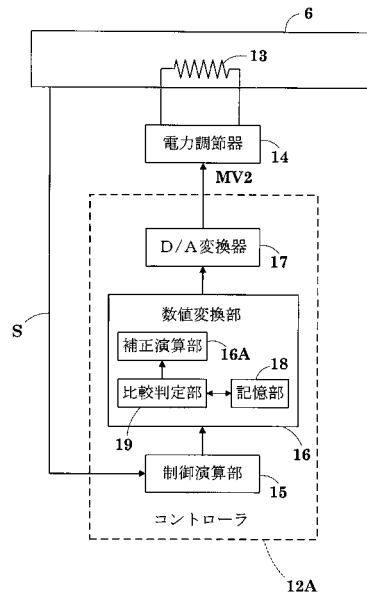 6
13
電力調節器
14
MV2
D/A変換器
17
S
数値変換部
補正演算部
16A
18
比較判定部
記憶部
19
16
制御演算部
15
コントローラ
12A